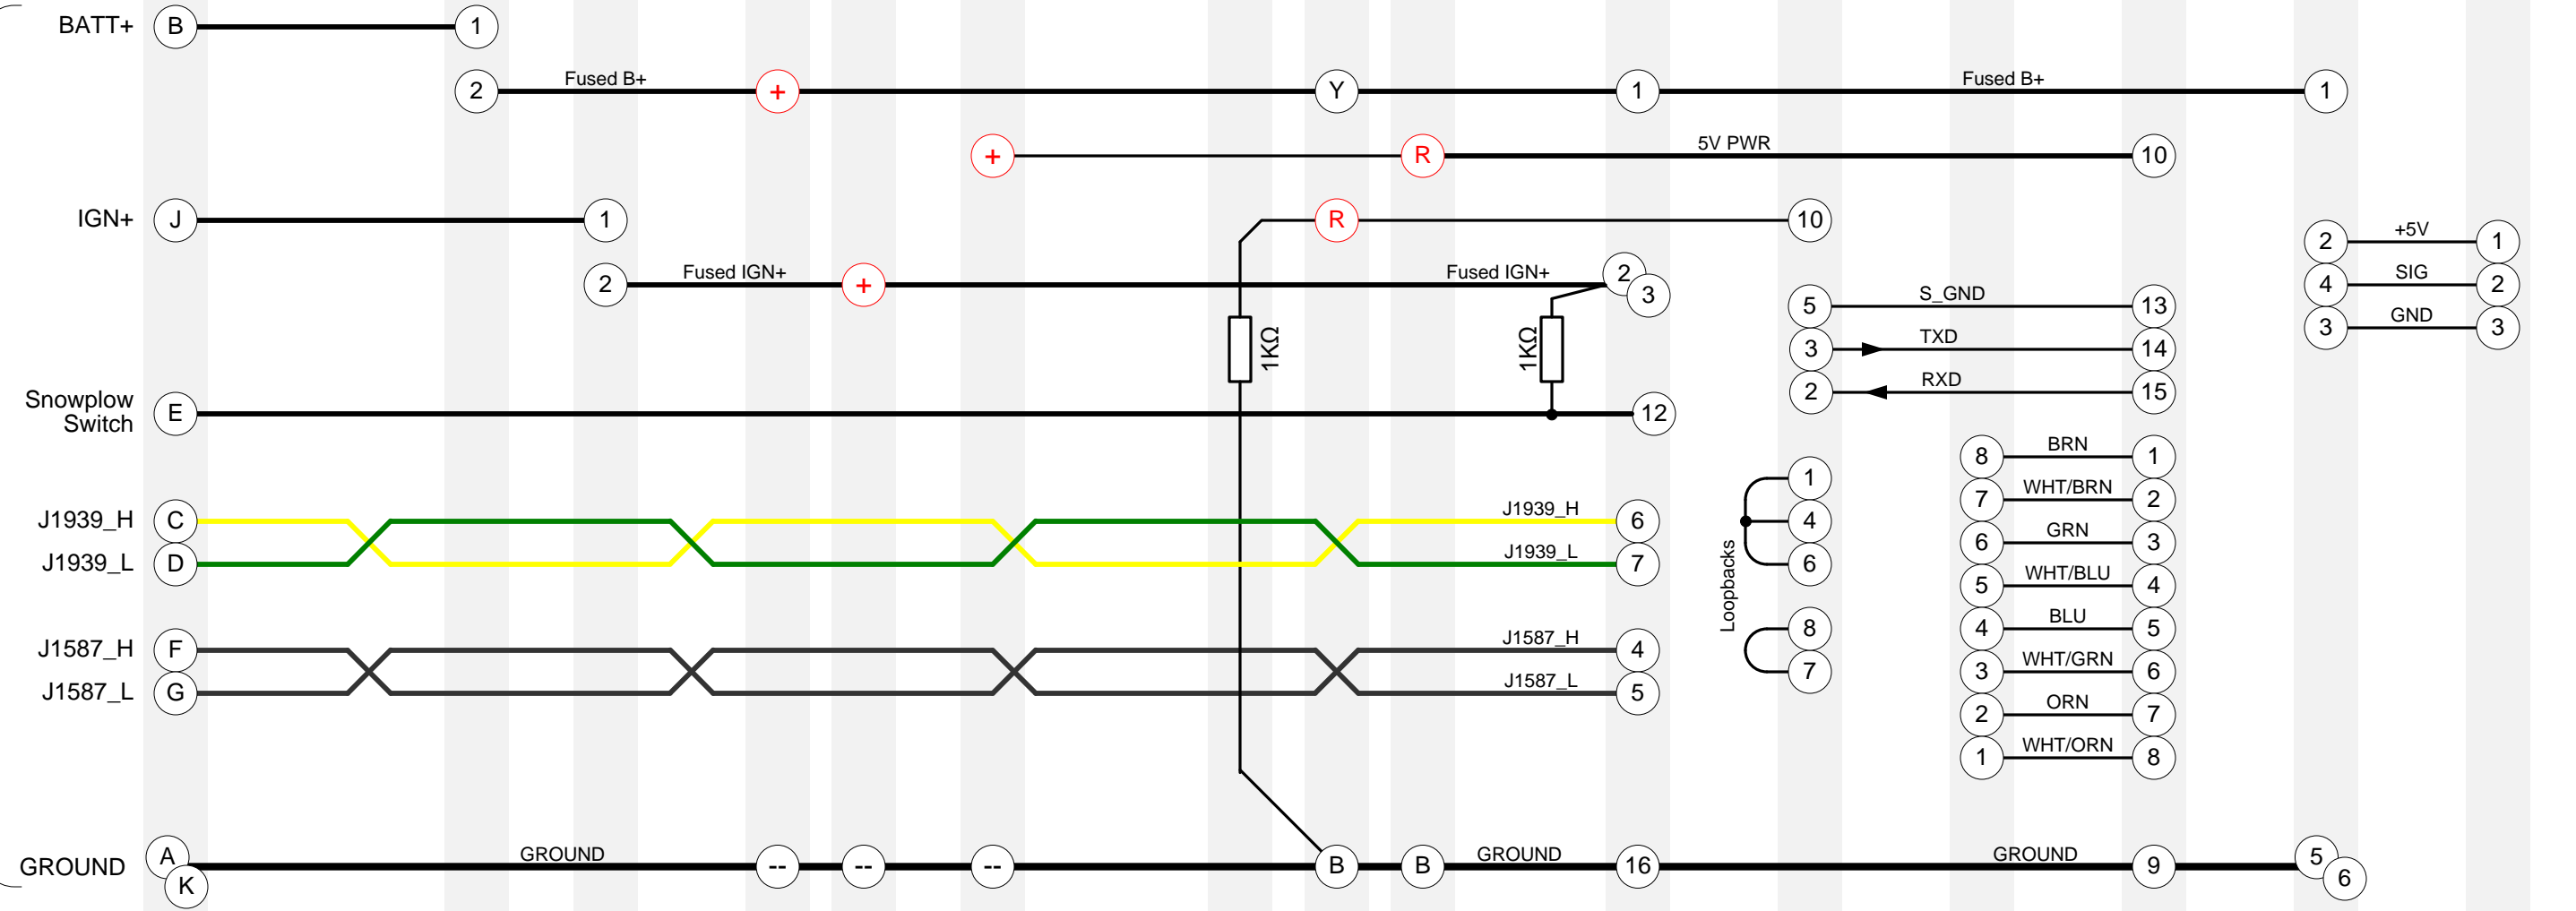 BATT+ B 1
2 Fused B+ + Y 1 Fused B+ 1
+ R 5V PWR 10
IGN+ J 1 R 10
2 +5V 1
2 Fused IGN+ + Fused IGN+ 2 3
4 SIG 2
5 S_GND 13
3 GND 3
1KΩ 1KΩ
3 TXD 14
2 RXD 15
Snowplow
Switch E 12
8 BRN 1
Loopbacks
1
7 WHT/BRN 2
J1939_H C J1939_H 6 4
6 GRN 3
J1939_L D J1939_L 7 6
5 WHT/BLU 4
8
4 BLU 5
J1587_H F J1587_H 4
7
3 WHT/GRN 6
J1587_L G J1587_L 5
2 ORN 7
1 WHT/ORN 8
GROUND A K GROUND -- -- -- B B GROUND 16 GROUND 9 5 6